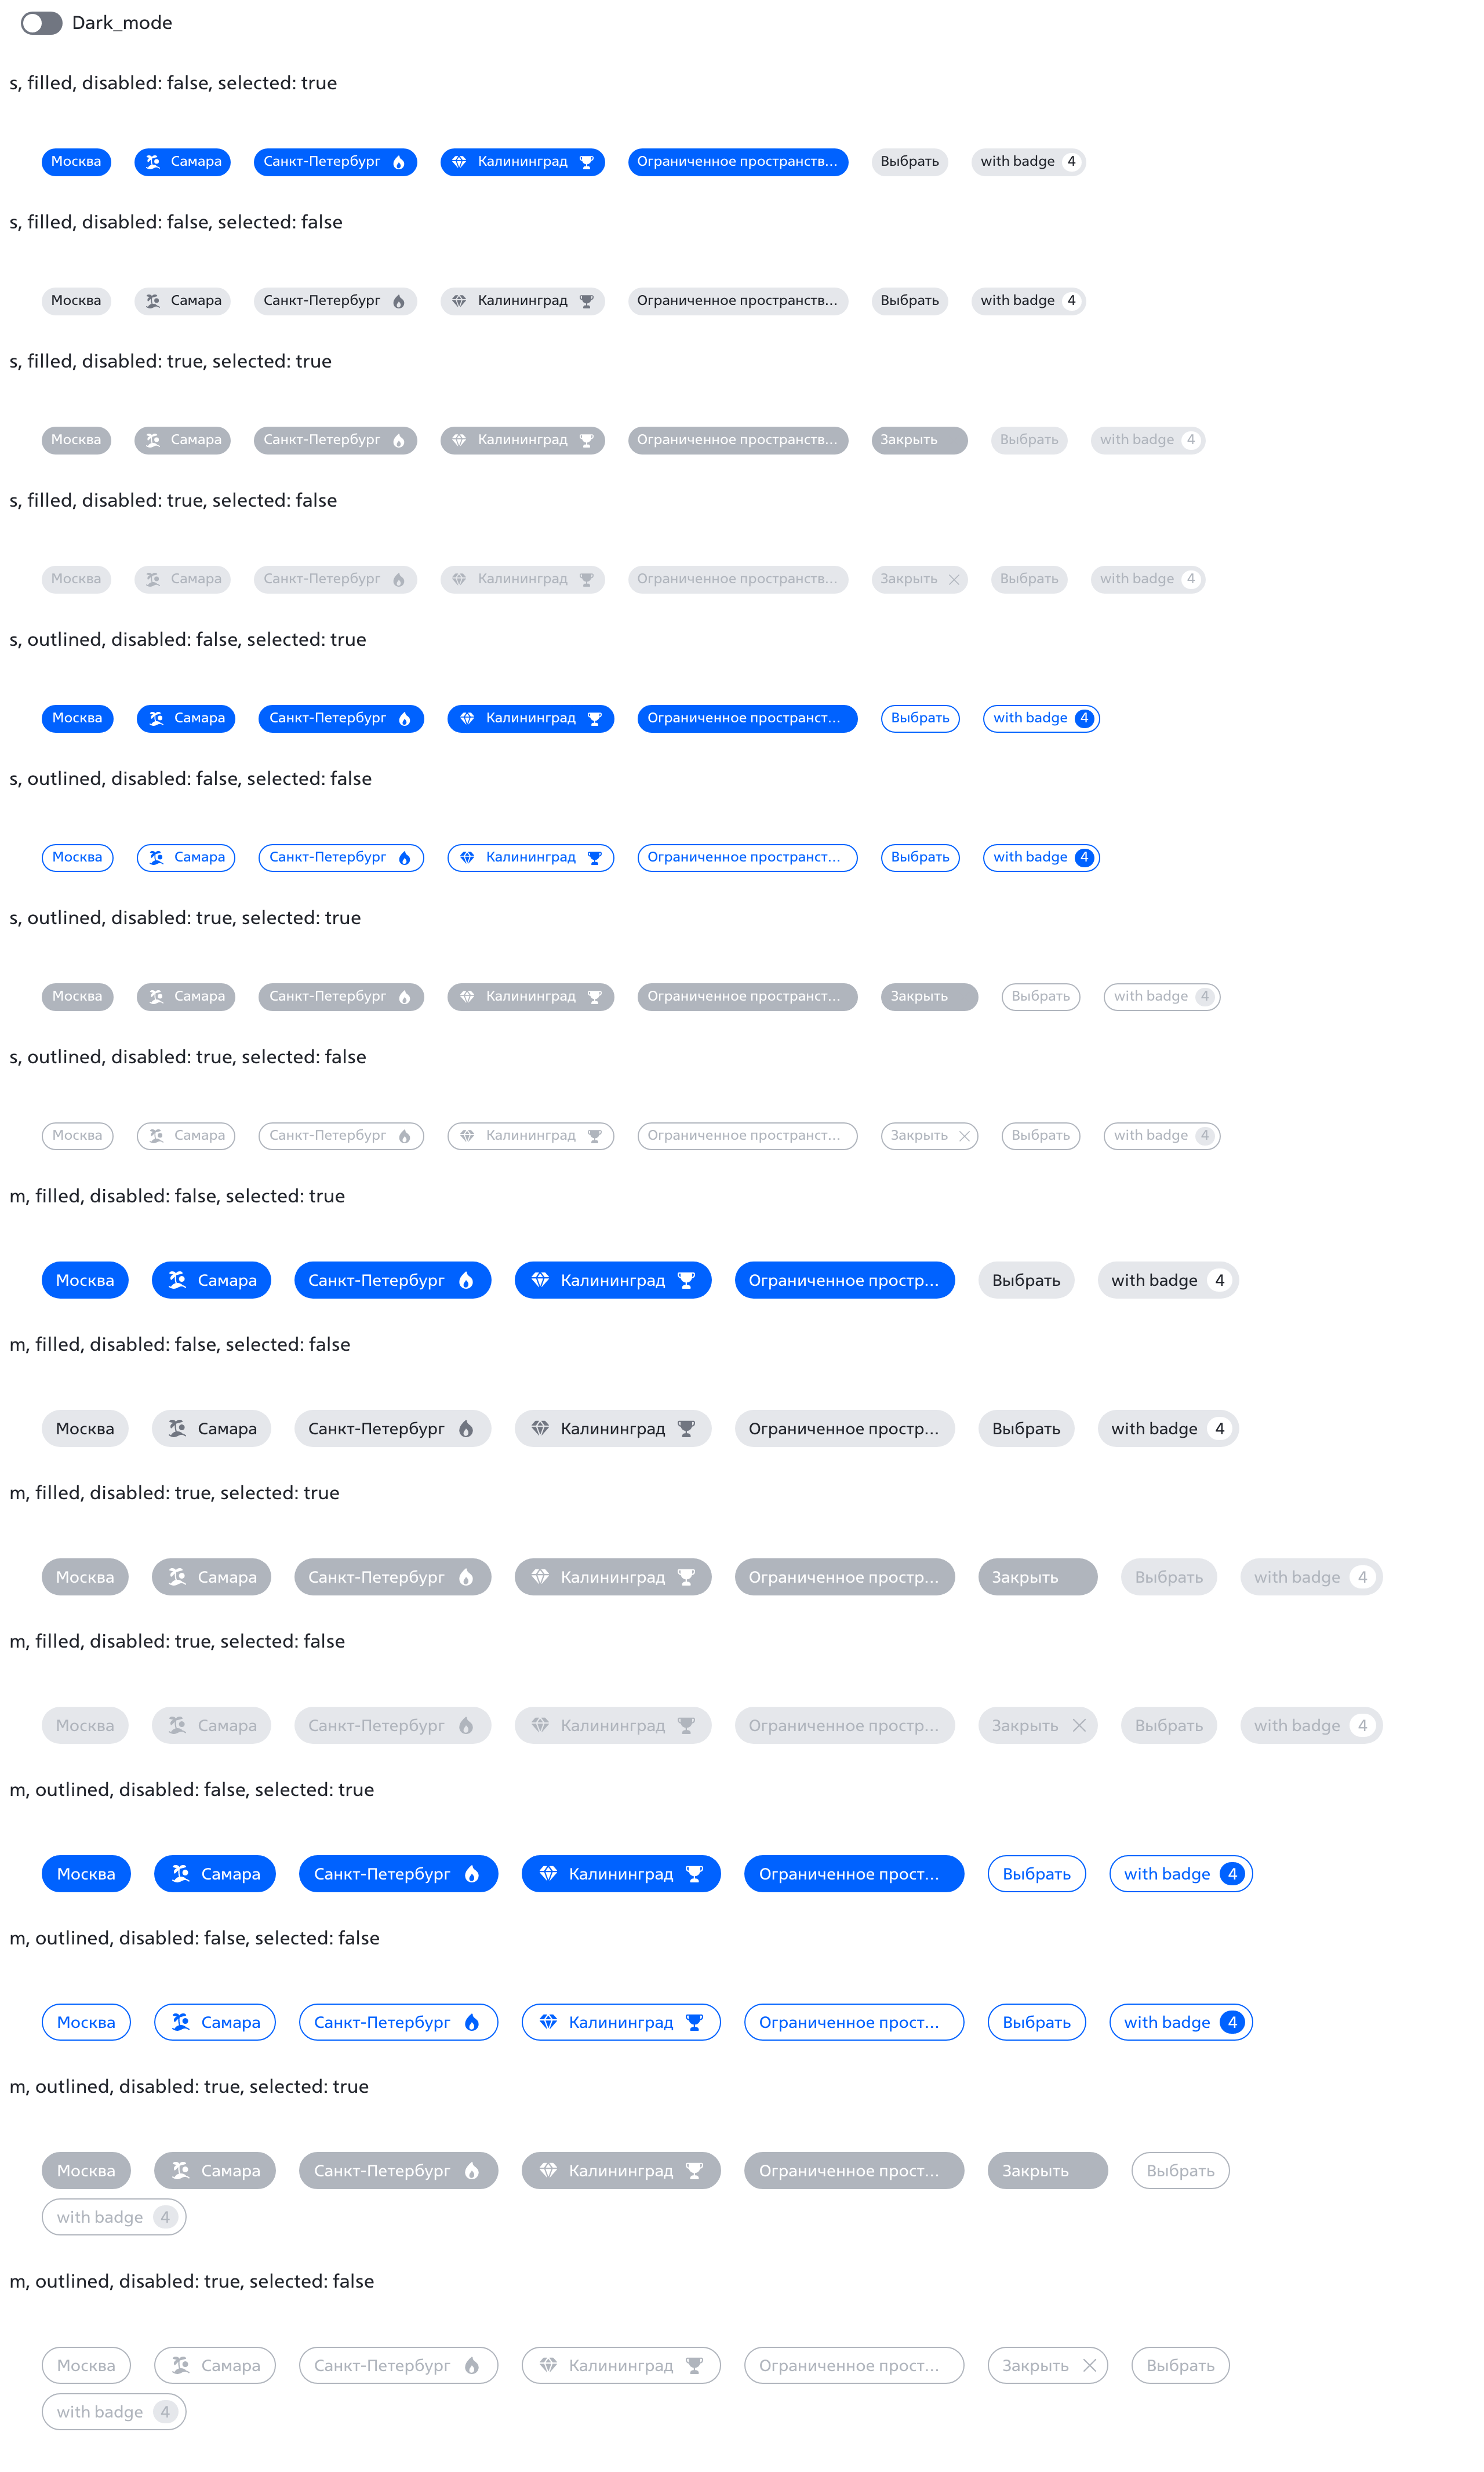 Dark_mode
s, filled, disabled: false, selected: true
Москва Самара Санкт-Петербург Калининград Ограниченное пространств... Выбрать with badge 4
s, filled, disabled: false, selected: false
Москва Самара Санкт-Петербург Калининград Ограниченное пространств... Выбрать with badge 4
s, filled, disabled: true, selected: true
Москва Самара Санкт-Петербург Калининград Ограниченное пространств... Закрыть Выбрать with badge 4
s, filled, disabled: true, selected: false
Москва Самара Санкт-Петербург Калининград Ограниченное пространств... Закрыть Выбрать with badge 4
s, outlined, disabled: false, selected: true
Москва Самара Санкт-Петербург Калининград Ограниченное пространст... Выбрать with badge 4
s, outlined, disabled: false, selected: false
Москва Самара Санкт-Петербург Калининград Ограниченное пространст... Выбрать with badge 4
s, outlined, disabled: true, selected: true
Москва Самара Санкт-Петербург Калининград Ограниченное пространст... Закрыть Выбрать with badge 4
s, outlined, disabled: true, selected: false
Москва Самара Санкт-Петербург Калининград Ограниченное пространст... Закрыть Выбрать with badge 4
m, filled, disabled: false, selected: true
Москва Самара Санкт-Петербург Калининград Ограниченное простр... Выбрать with badge 4
m, filled, disabled: false, selected: false
Москва Самара Санкт-Петербург Калининград Ограниченное простр... Выбрать with badge 4
m, filled, disabled: true, selected: true
Москва Самара Санкт-Петербург Калининград Ограниченное простр... Закрыть Выбрать with badge 4
m, filled, disabled: true, selected: false
Москва Самара Санкт-Петербург Калининград Ограниченное простр... Закрыть Выбрать with badge 4
m, outlined, disabled: false, selected: true
Москва Самара Санкт-Петербург Калининград Ограниченное прост... Выбрать with badge 4
m, outlined, disabled: false, selected: false
Москва Самара Санкт-Петербург Калининград Ограниченное прост... Выбрать with badge 4
m, outlined, disabled: true, selected: true
Москва Самара Санкт-Петербург Калининград Ограниченное прост... Закрыть Выбрать
with badge 4
m, outlined, disabled: true, selected: false
Москва Самара Санкт-Петербург Калининград Ограниченное прост... Закрыть Выбрать
with badge 4